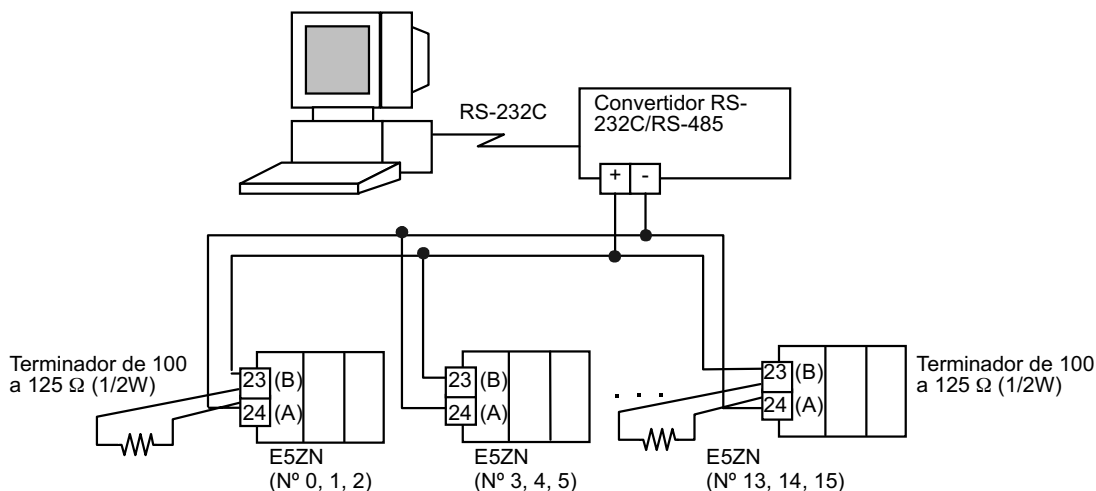 RS-232C
Convertidor RS-
232C/RS-485
+ -
Terminador de 100
a 125 Ω (1/2W)
23 (B)
24 (A)
E5ZN
(Nº 0, 1, 2)
23 (B)
24 (A)
E5ZN
(Nº 3, 4, 5)
. . .
23 (B)
24 (A)
E5ZN
(Nº 13, 14, 15)
Terminador de 100
a 125 Ω (1/2W)